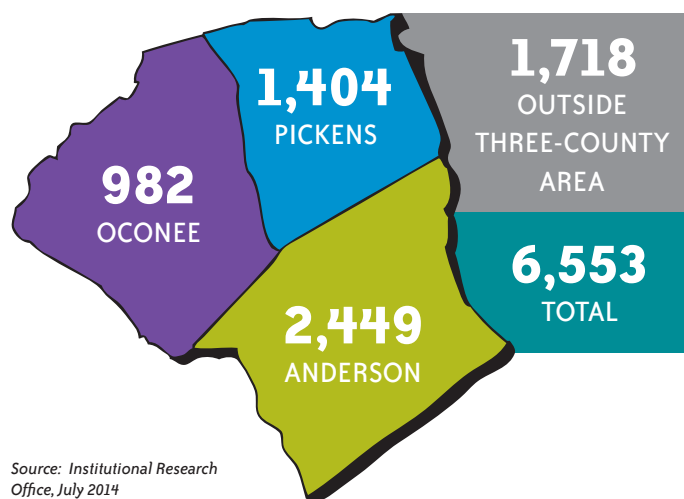 1,404
PICKENS
1,718
OUTSIDE
THREE-COUNTY
AREA
982
OCONEE
6,553
TOTAL
2,449
ANDERSON
Source: Institutional Research
Office, July 2014